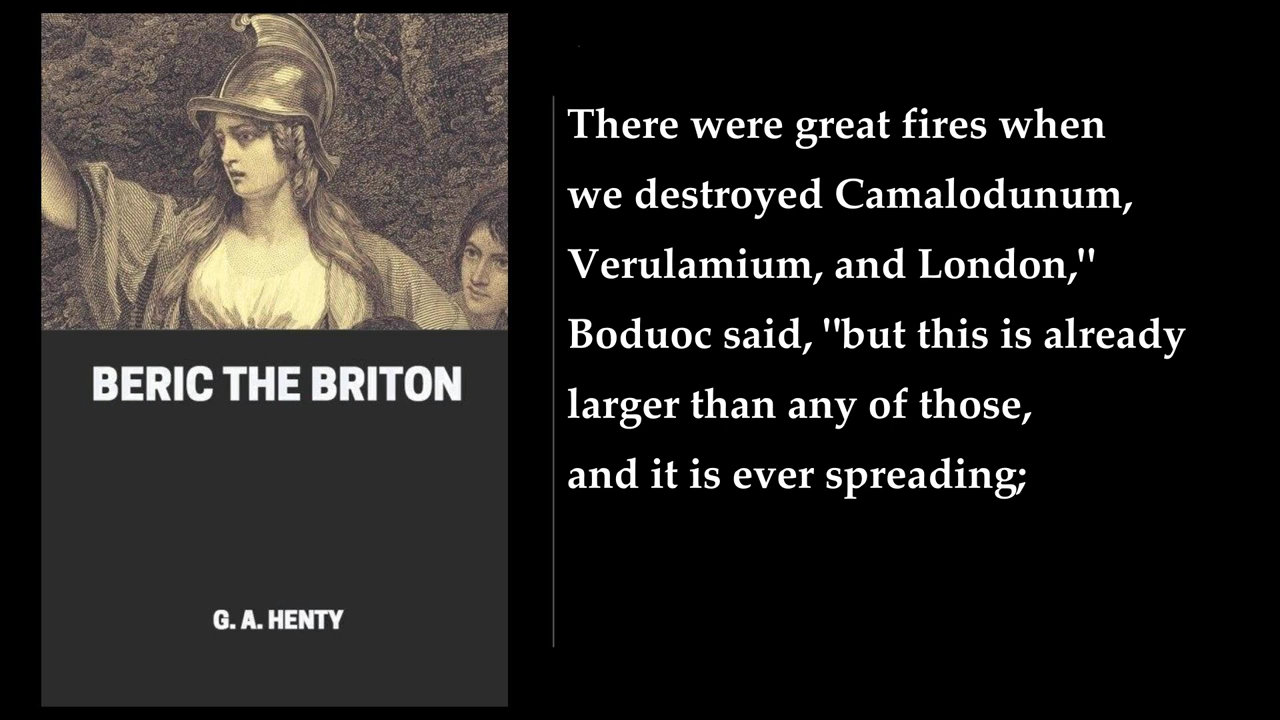 BERIC THE BRITON
G. A. HENTY
There were great fires when
we destroyed Camalodunum,
Verulamium, and London,"
Boduoc said, "but this is already
larger than any of those,
and it is ever spreading;